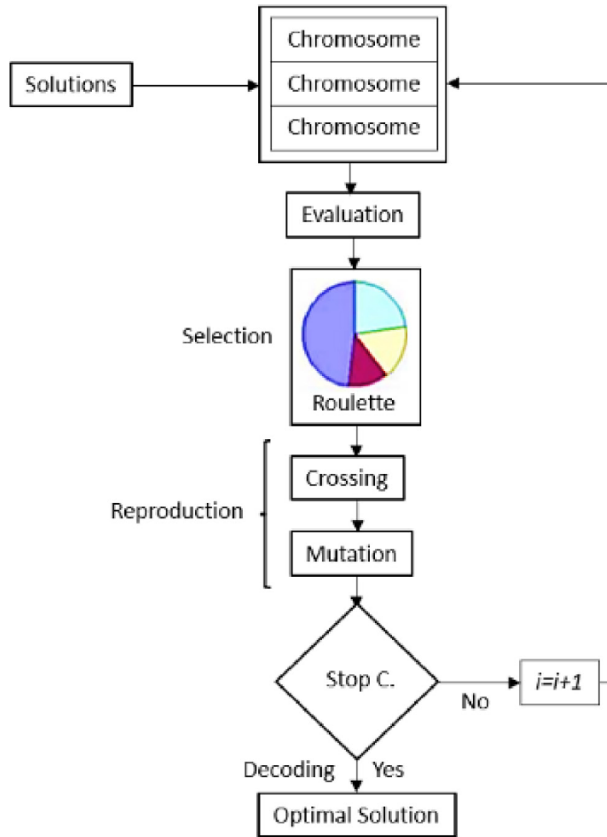 Chromosome
Solutions
Chromosome
Chromosome
Evaluation
Selection
Roulette
Crossing
Reproduction
Mutation
Stop C.
No
i=i+1
Decoding Yes
Optimal Solution